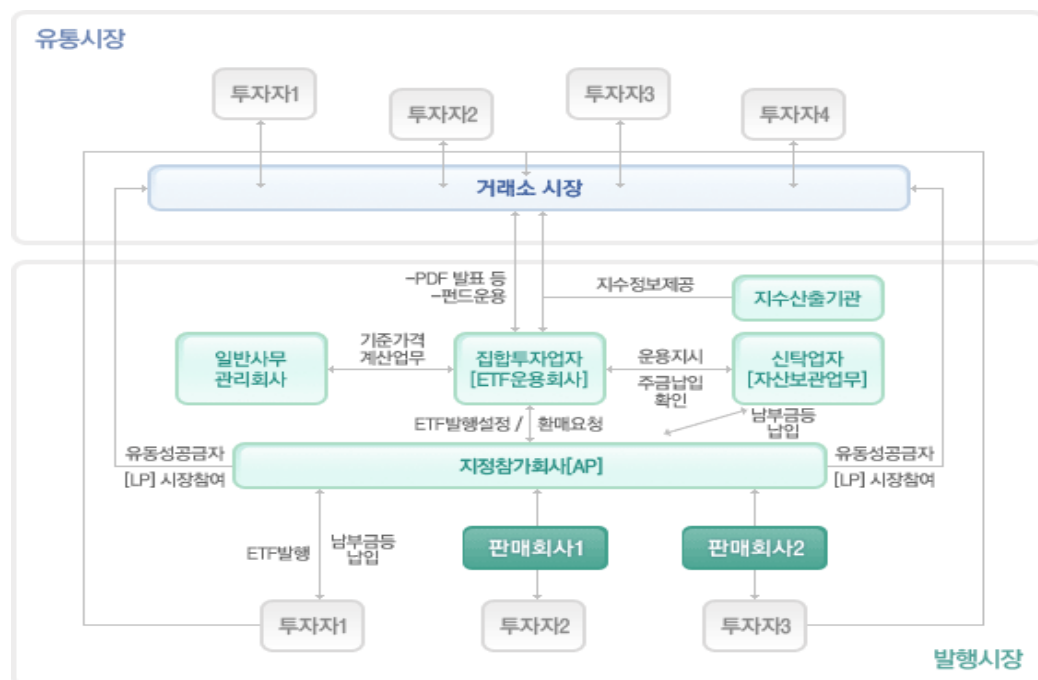 유통시장
투자자1
투자자2
투자자3
투자자4
거래소 시장
-PDF 발표 등
-펀드운용
지수정보제공
지수산출기관
일반사무
관리회사
기준가격
계산업무
집합투자업자
[ETF운용회사]
운용지시
주금납입
확인
신탁업자
[자산보관업무]
ETF발행설정 / 환매요청
남부금등
납입
유동성공급자
[LP] 시장참여
지정참가회사[AP]
유동성공급자
[LP] 시장참여
ETF발행
남부금등
납입
판매회사1
판매회사2
투자자1
투자자2
투자자3
발행시장